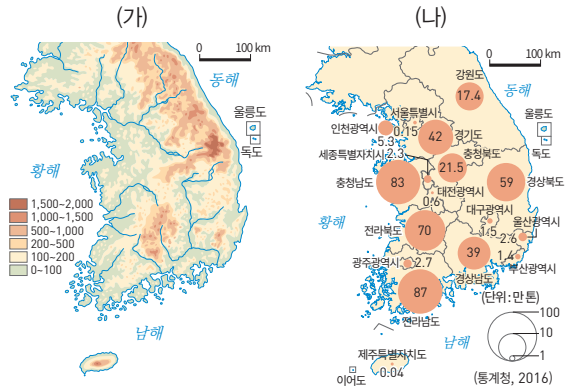 (가)
0 100 km
동해
울릉도
독도
황해
1,500~2,000
1,000~1,500
500~1,000
200~500
100~200
0~100
남해
(나)
0 100 km
강원도
17.4
동해
울릉도
독도
서울특별시
0.15
인천광역시
5.3
42
경기도
세종특별자치시
2.3
충청북도
21.5
충청남도
83
59
경상북도
대전광역시
0.6
대구광역시
1.5
울산광역시
2.6
황해
전라북도
70
39
경상남도
1.4
부산광역시
광주광역시
2.7
87
전라남도
(단위: 만 톤)
100
10
1
남해
제주특별자치도
0.04
이어도
(통계청, 2016)